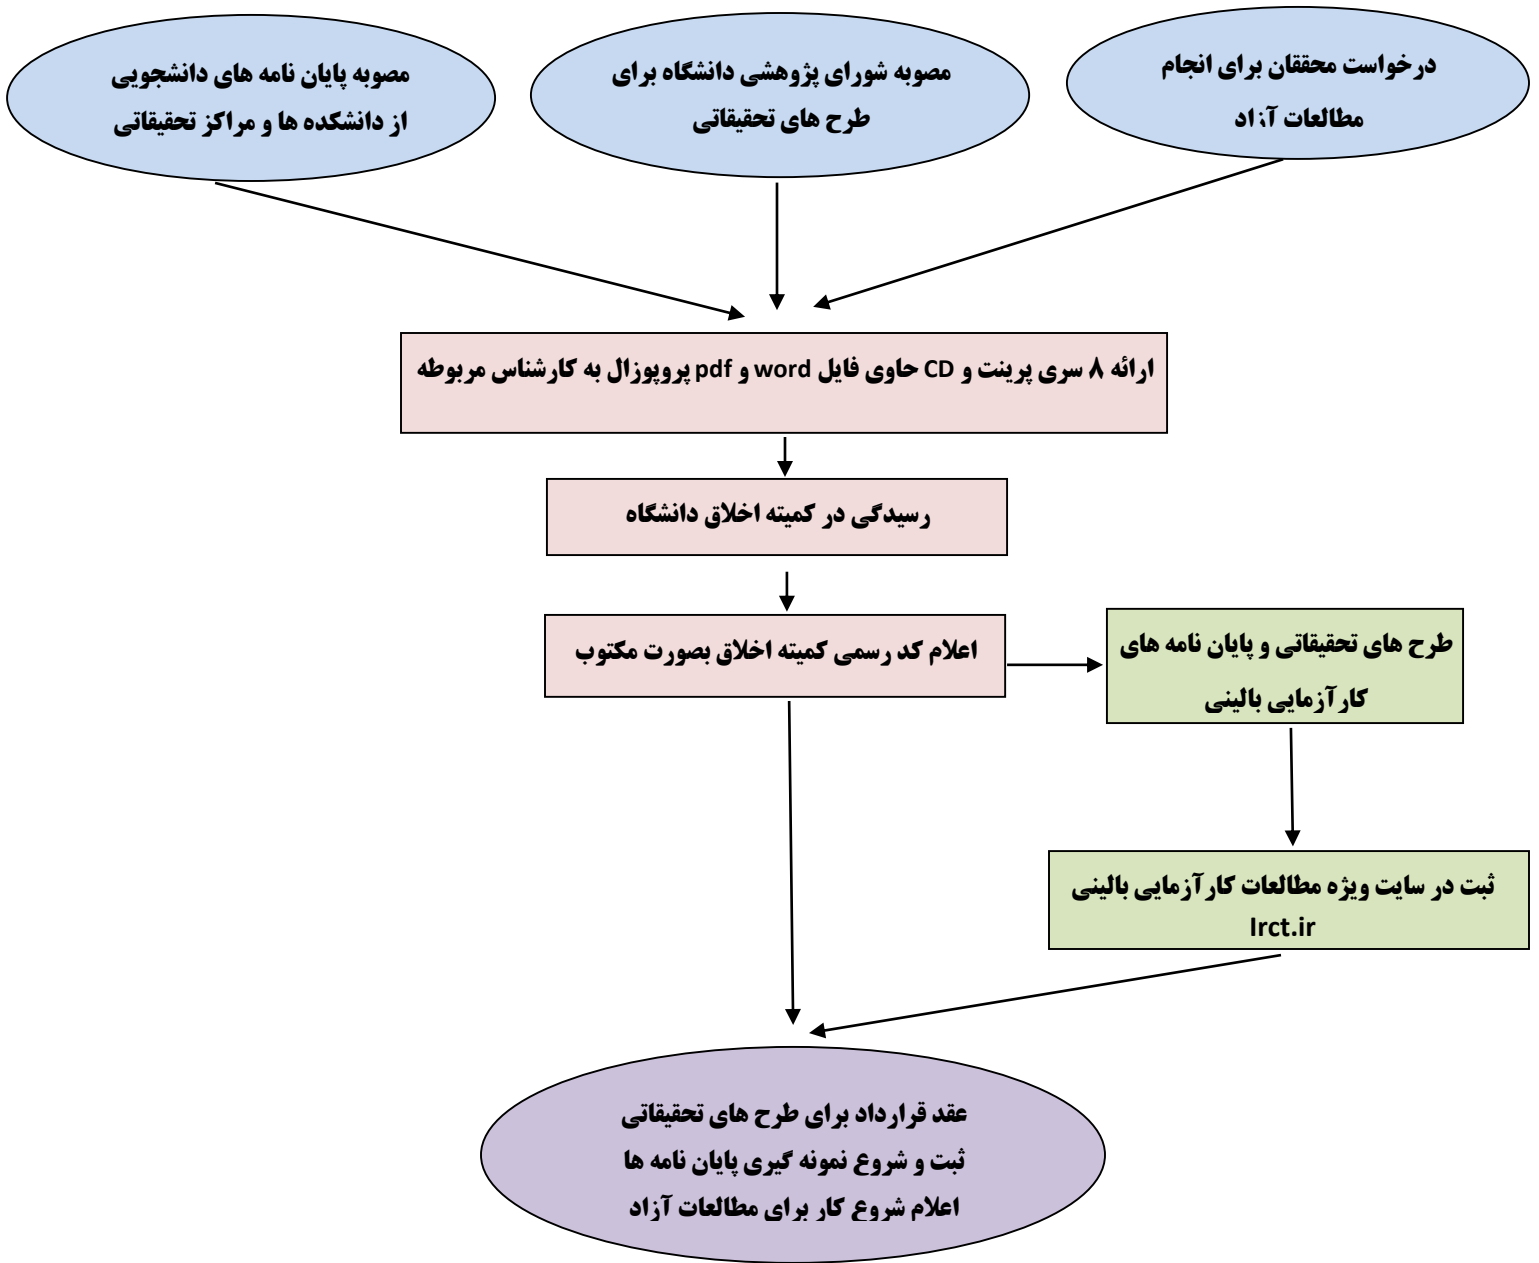 درخواست محققان برای انجام
مطالعات آزاد
مصوبه شورای پژوهشی دانشگاه برای
طرح های تحقیقاتی
مصوبه پایان نامه های دانشجویی
از دانشکده ها و مراکز تحقیقاتی
ارائه ۸ سری پرینت و CD حاوی فایل word و pdf پروپوزال به کارشناس مربوطه
رسیدگی در کمیته اخلاق دانشگاه
اعلام کد رسمی کمیته اخلاق بصورت مکتوب
طرح های تحقیقاتی و پایان نامه های
کارآزمایی بالینی
ثبت در سایت ویژه مطالعات کارآزمایی بالینی
Irct.ir
عقد قرارداد برای طرح های تحقیقاتی
ثبت و شروع نمونه گیری پایان نامه ها
اعلام شروع کار برای مطالعات آزاد